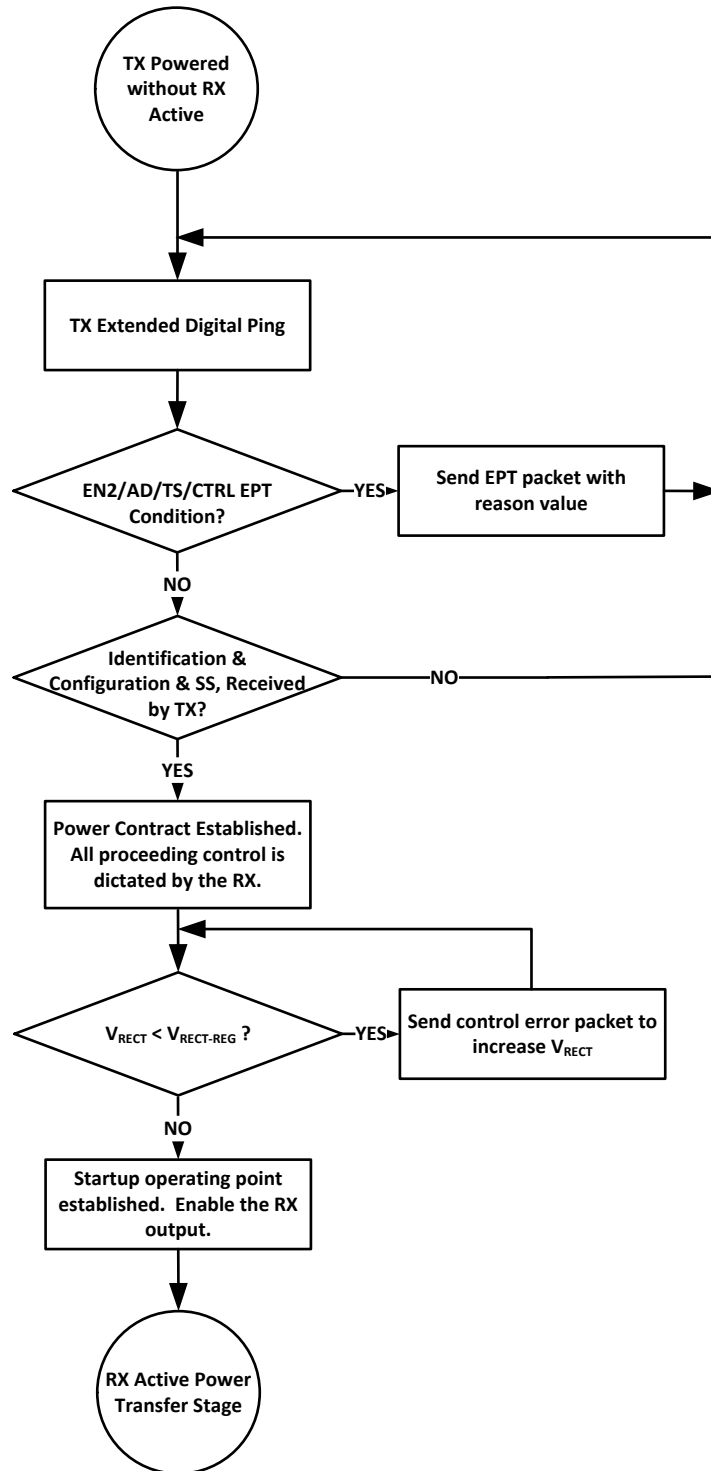 TX Powered
without RX
Active
TX Extended Digital Ping
EN2/AD/TS/CTRL EPT
Condition?
YES
Send EPT packet with
reason value
NO
Identification &
Configuration & SS, Received
by TX?
NO
YES
Power Contract Established.
All proceeding control is
dictated by the RX.
VRECT < VRECT-REG ?
YES
Send control error packet to
increase VRECT
NO
Startup operating point
established.  Enable the RX
output.
RX Active Power
Transfer Stage